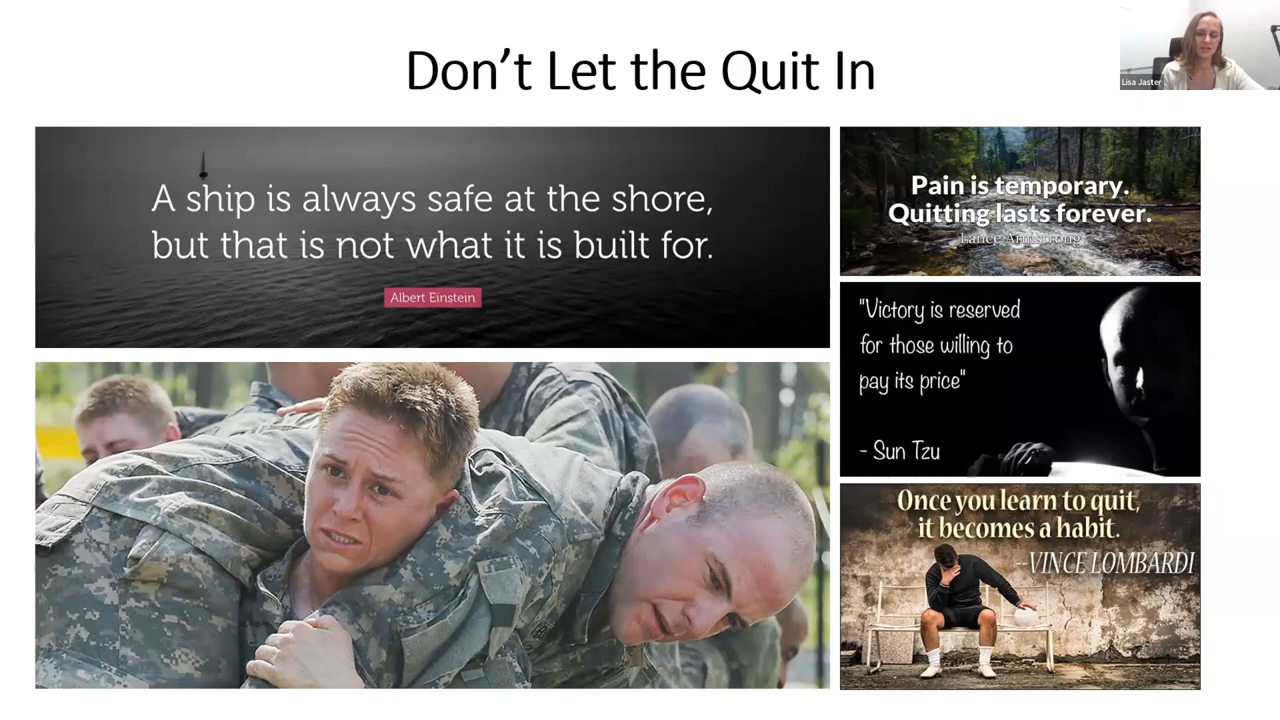 Don't Let the Quit In
Lisa Jaster
A ship is always safe at the shore,
but that is not what it is built for.
Albert Einstein
Pain is temporary.
Quitting lasts forever.
Lance Armstrong
"Victory is reserved
for those willing to
pay its price"
- Sun Tzu
Once you learn to quit,
it becomes a habit.
--VINCE LOMBARDI